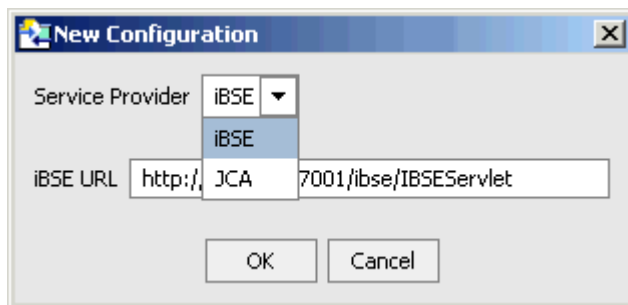 New Configuration
Service Provider iBSE
iBSE
JCA
iBSE URL http:/ 7001/ibse/IBSEServlet
OK Cancel